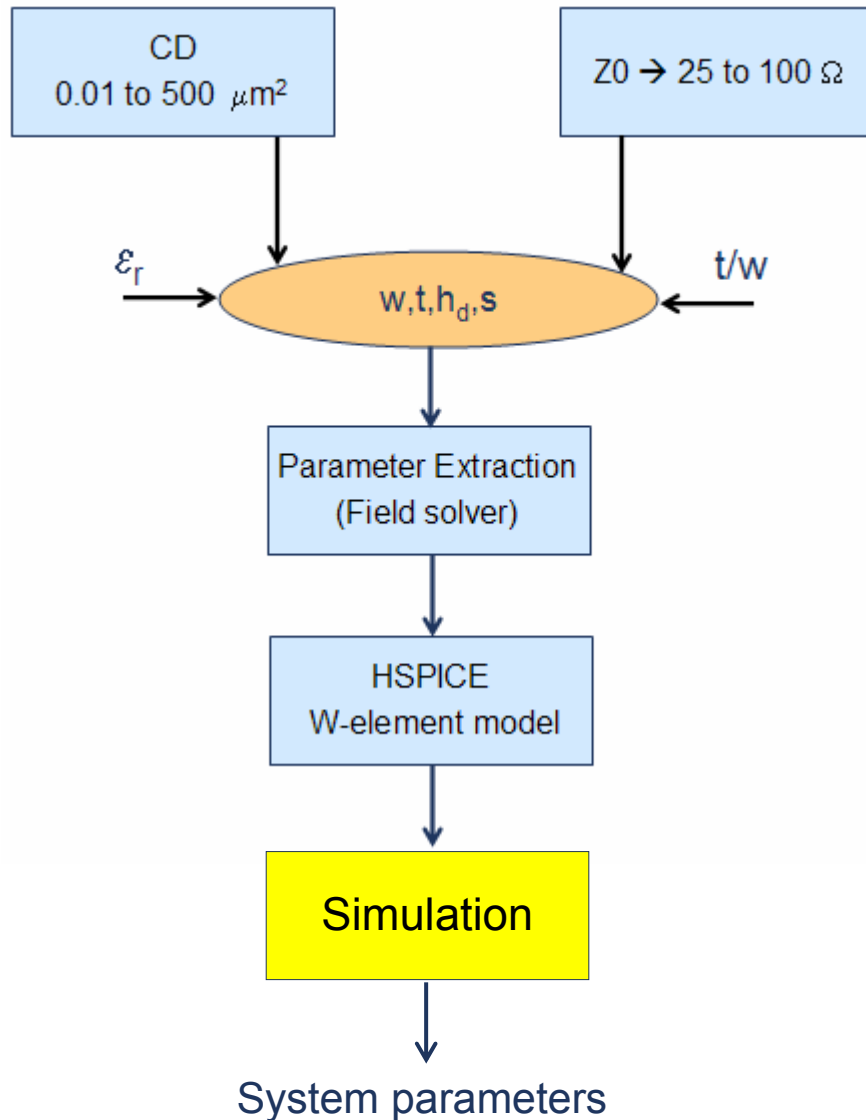 CD
0.01 to 500 μm²
Z0 → 25 to 100 Ω
εr
t/w
w,t,hd,s
Parameter Extraction
(Field solver)
HSPICE
W-element model
Simulation
System parameters